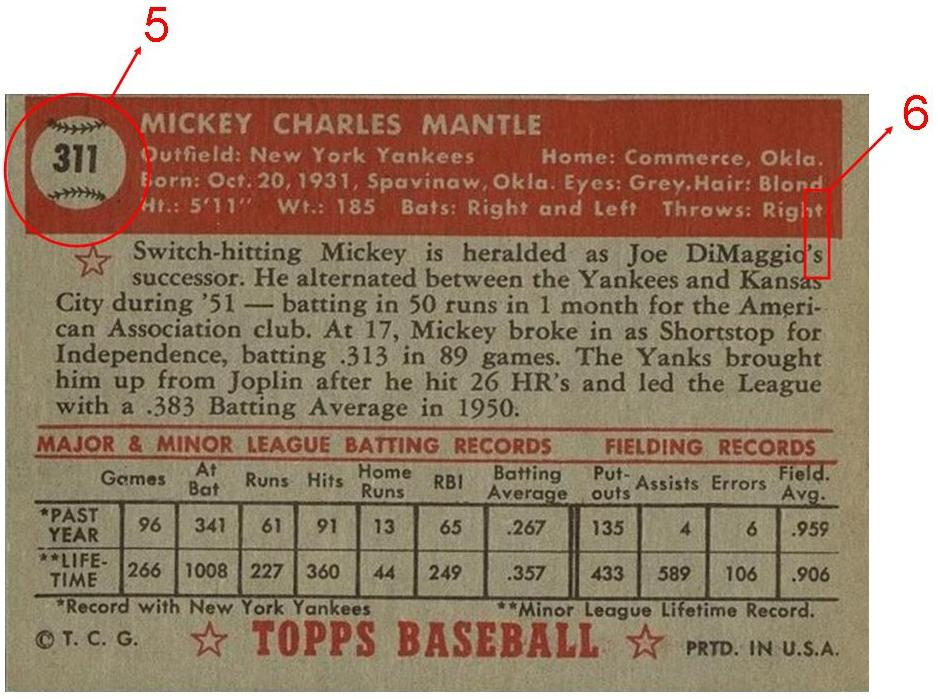 5
6
311
MICKEY CHARLES MANTLE
Outfield: New York Yankees Home: Commerce, Okla.
Born: Oct. 20, 1931, Spavinaw, Okla. Eyes: Grey. Hair: Blond
Ht.: 5'11" Wt.: 185 Bats: Right and Left Throws: Right
Switch-hitting Mickey is heralded as Joe DiMaggio's
successor. He alternated between the Yankees and Kansas
City during '51 — batting in 50 runs in 1 month for the Ameri-
can Association club. At 17, Mickey broke in as Shortstop for
Independence, batting .313 in 89 games. The Yanks brought
him up from Joplin after he hit 26 HR's and led the League
with a .383 Batting Average in 1950.
MAJOR & MINOR LEAGUE BATTING RECORDS FIELDING RECORDS
Games At Bat Runs Hits Home Runs RBI Batting Average Put-outs Assists Errors Field. Avg.
*PAST YEAR 96 341 61 91 13 65 .267 135 4 6 .959
**LIFE-TIME 266 1008 227 360 44 249 .357 433 589 106 .906
*Record with New York Yankees **Minor League Lifetime Record.
© T. C. G. TOPPS BASEBALL PRTD. IN U.S.A.